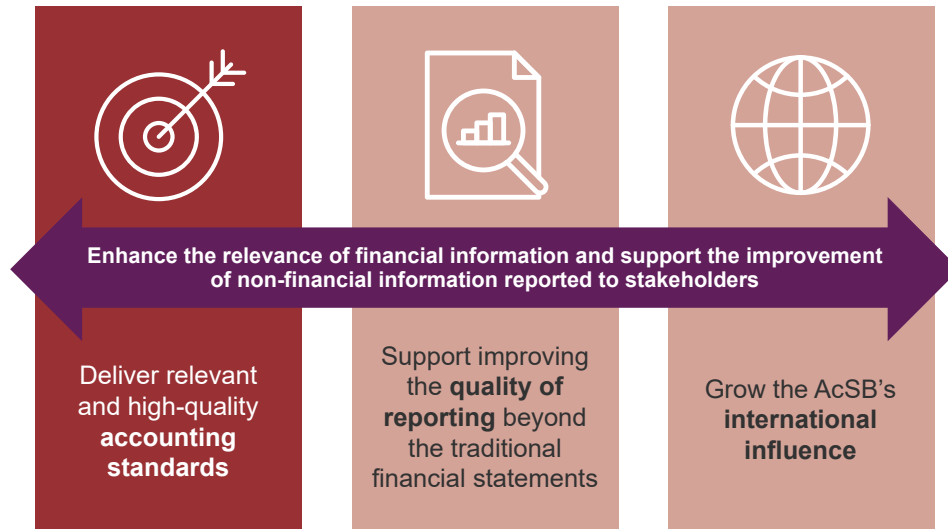 Enhance the relevance of financial information and support the improvement
of non-financial information reported to stakeholders
Deliver relevant
and high-quality
accounting
standards
Support improving
the quality of
reporting beyond
the traditional
financial statements
Grow the AcSB’s
international
influence